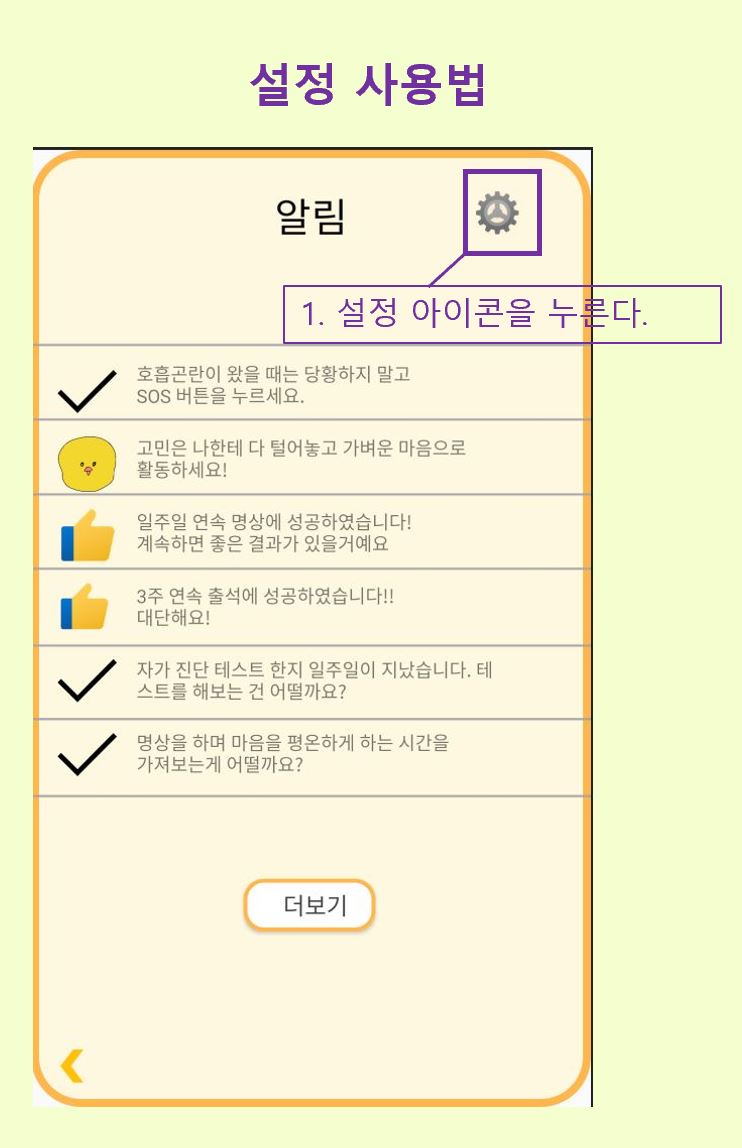 설정 사용법
알림
1. 설정 아이콘을 누른다.
호흡곤란이 왔을 때는 당황하지 말고
SOS 버튼을 누르세요.
고민은 나한테 다 털어놓고 가벼운 마음으로
활동하세요!
일주일 연속 명상에 성공하였습니다!
계속하면 좋은 결과가 있을거예요
3주 연속 출석에 성공하였습니다!!
대단해요!
자가 진단 테스트 한지 일주일이 지났습니다. 테
스트를 해보는 건 어떨까요?
명상을 하며 마음을 평온하게 하는 시간을
가져보는게 어떨까요?
더보기